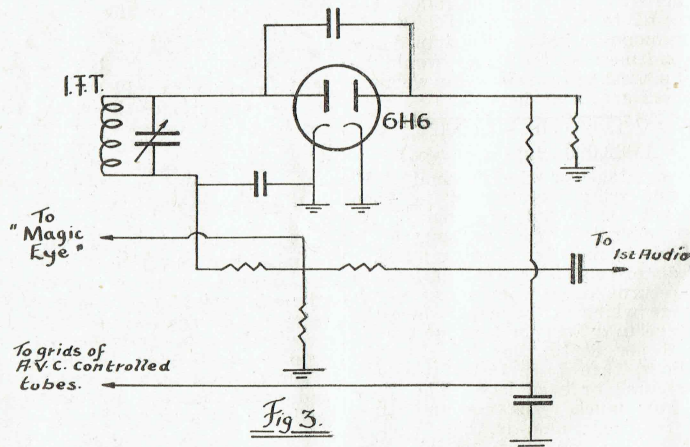 I.F.T.
6H6
To
"Magic
Eye"
To
1st Audio
To grids of
A.V.C. controlled
tubes.
Fig 3.